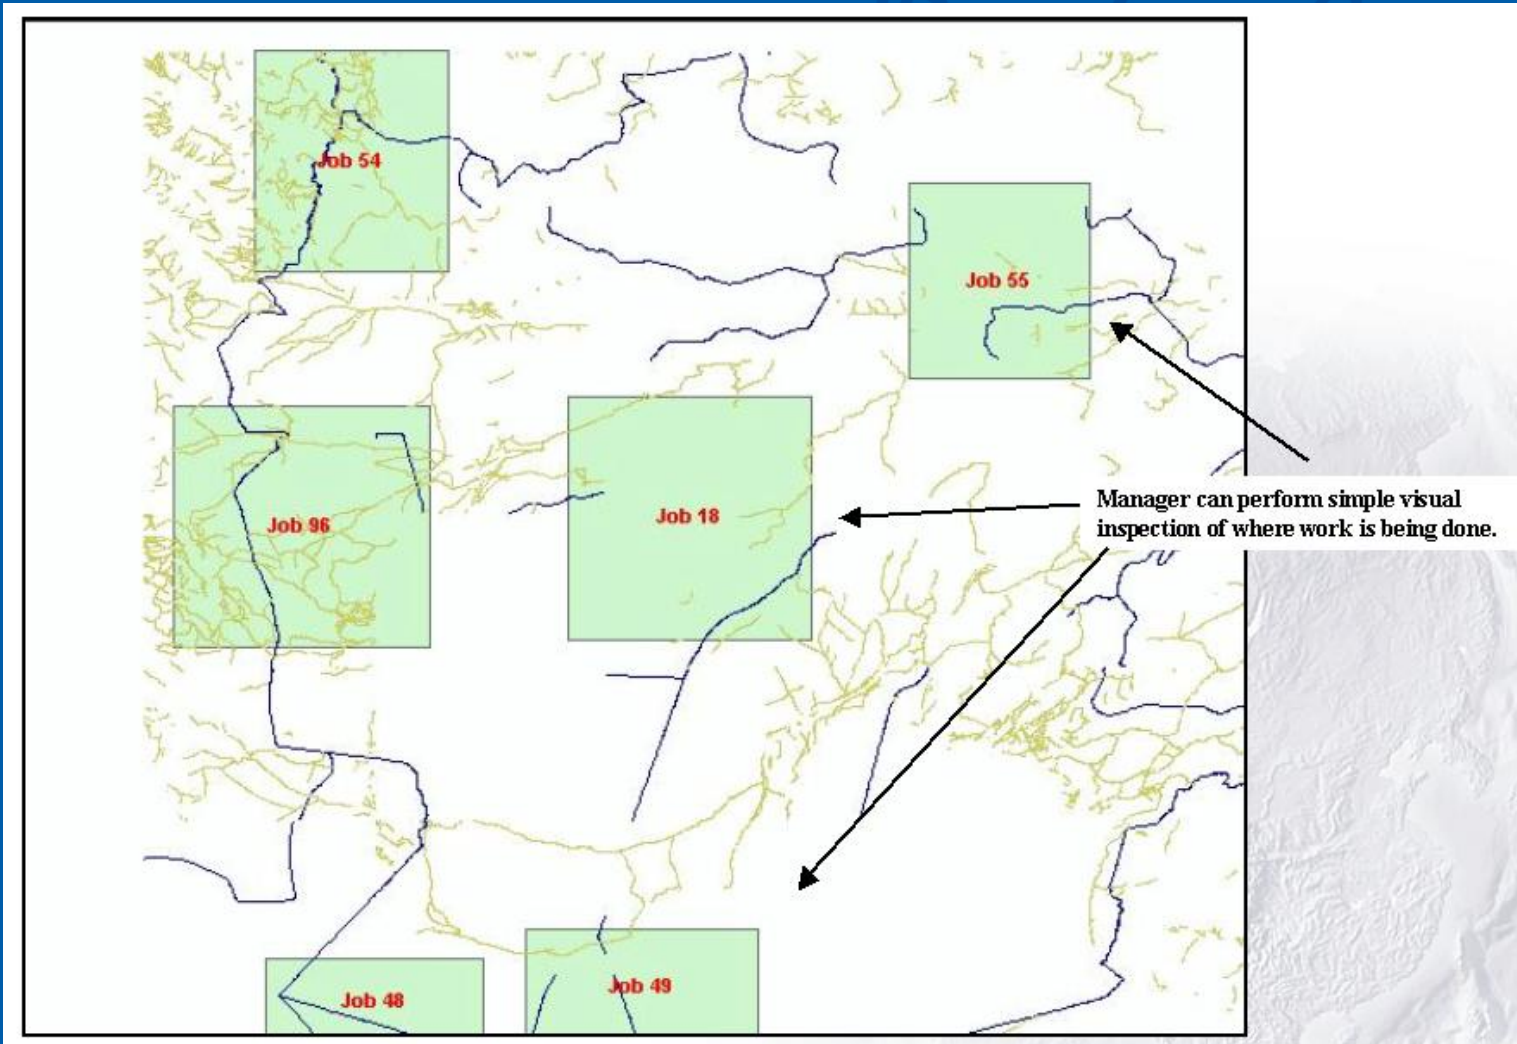 Job 54
Job 55
Job 96
Job 18
Manager can perform simple visual
inspection of where work is being done.
Job 48
Job 49